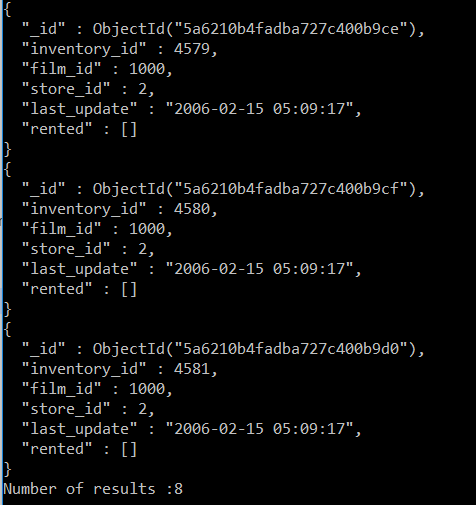 {
  "_id" : ObjectId("5a6210b4fadba727c400b9ce"),
  "inventory_id" : 4579,
  "film_id" : 1000,
  "store_id" : 2,
  "last_update" : "2006-02-15 05:09:17",
  "rented" : []
}
{
  "_id" : ObjectId("5a6210b4fadba727c400b9cf"),
  "inventory_id" : 4580,
  "film_id" : 1000,
  "store_id" : 2,
  "last_update" : "2006-02-15 05:09:17",
  "rented" : []
}
{
  "_id" : ObjectId("5a6210b4fadba727c400b9d0"),
  "inventory_id" : 4581,
  "film_id" : 1000,
  "store_id" : 2,
  "last_update" : "2006-02-15 05:09:17",
  "rented" : []
}
Number of results :8